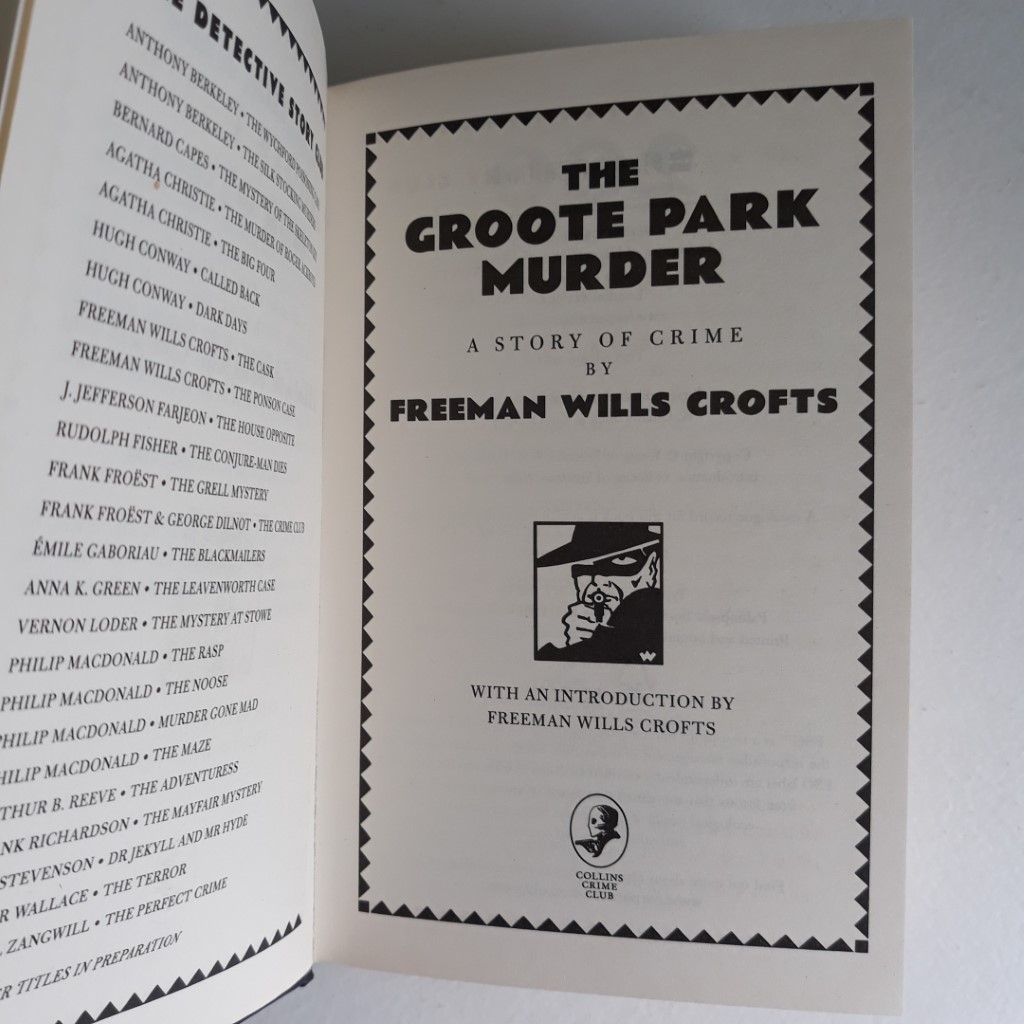 DETECTIVE STORY
ANTHONY BERKELEY • THE WYCHFORD POISONING
ANTHONY BERKELEY • THE SILK STOCKING MURDERS
BERNARD CAPES • THE MYSTERY OF THE SKELETON KEY
AGATHA CHRISTIE • THE MURDER OF ROGER ACKROYD
AGATHA CHRISTIE • THE BIG FOUR
HUGH CONWAY • CALLED BACK
HUGH CONWAY • DARK DAYS
FREEMAN WILLS CROFTS • THE CASK
FREEMAN WILLS CROFTS • THE PONSON CASE
J. JEFFERSON FARJEON • THE HOUSE OPPOSITE
RUDOLPH FISHER • THE CONJURE-MAN DIES
FRANK FROËST • THE GRELL MYSTERY
FRANK FROËST & GEORGE DILNOT • THE CRIME CLUB
ÉMILE GABORIAU • THE BLACKMAILERS
ANNA K. GREEN • THE LEAVENWORTH CASE
VERNON LODER • THE MYSTERY AT STOWE
PHILIP MACDONALD • THE RASP
PHILIP MACDONALD • THE NOOSE
PHILIP MACDONALD • MURDER GONE MAD
PHILIP MACDONALD • THE MAZE
THUR B. REEVE • THE ADVENTURESS
NK RICHARDSON • THE MAYFAIR MYSTERY
STEVENSON • DR JEKYLL AND MR HYDE
R WALLACE • THE TERROR
ZANGWILL • THE PERFECT CRIME
R TITLES IN PREPARATION
THE
GROOTE PARK
MURDER
A STORY OF CRIME
BY
FREEMAN WILLS CROFTS
WITH AN INTRODUCTION BY
FREEMAN WILLS CROFTS
COLLINS
CRIME
CLUB